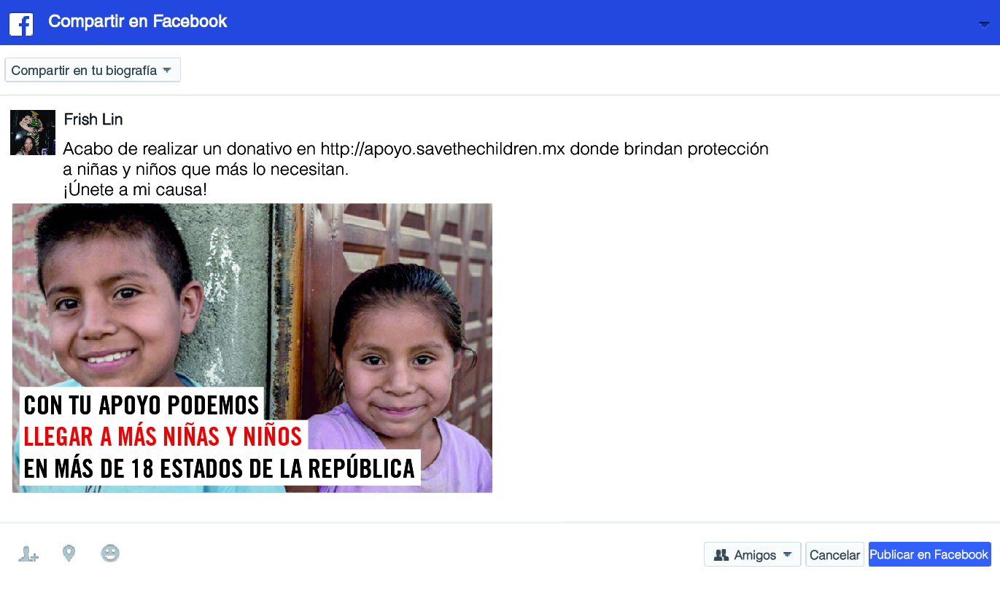 Compartir en Facebook
Compartir en tu biografía
Frish Lin
Acabo de realizar un donativo en http://apoyo.savethechildren.mx donde brindan protección
a niñas y niños que más lo necesitan.
¡Únete a mi causa!
CON TU APOYO PODEMOS
LLEGAR A MÁS NIÑAS Y NIÑOS
EN MÁS DE 18 ESTADOS DE LA REPÚBLICA
Amigos Cancelar Publicar en Facebook